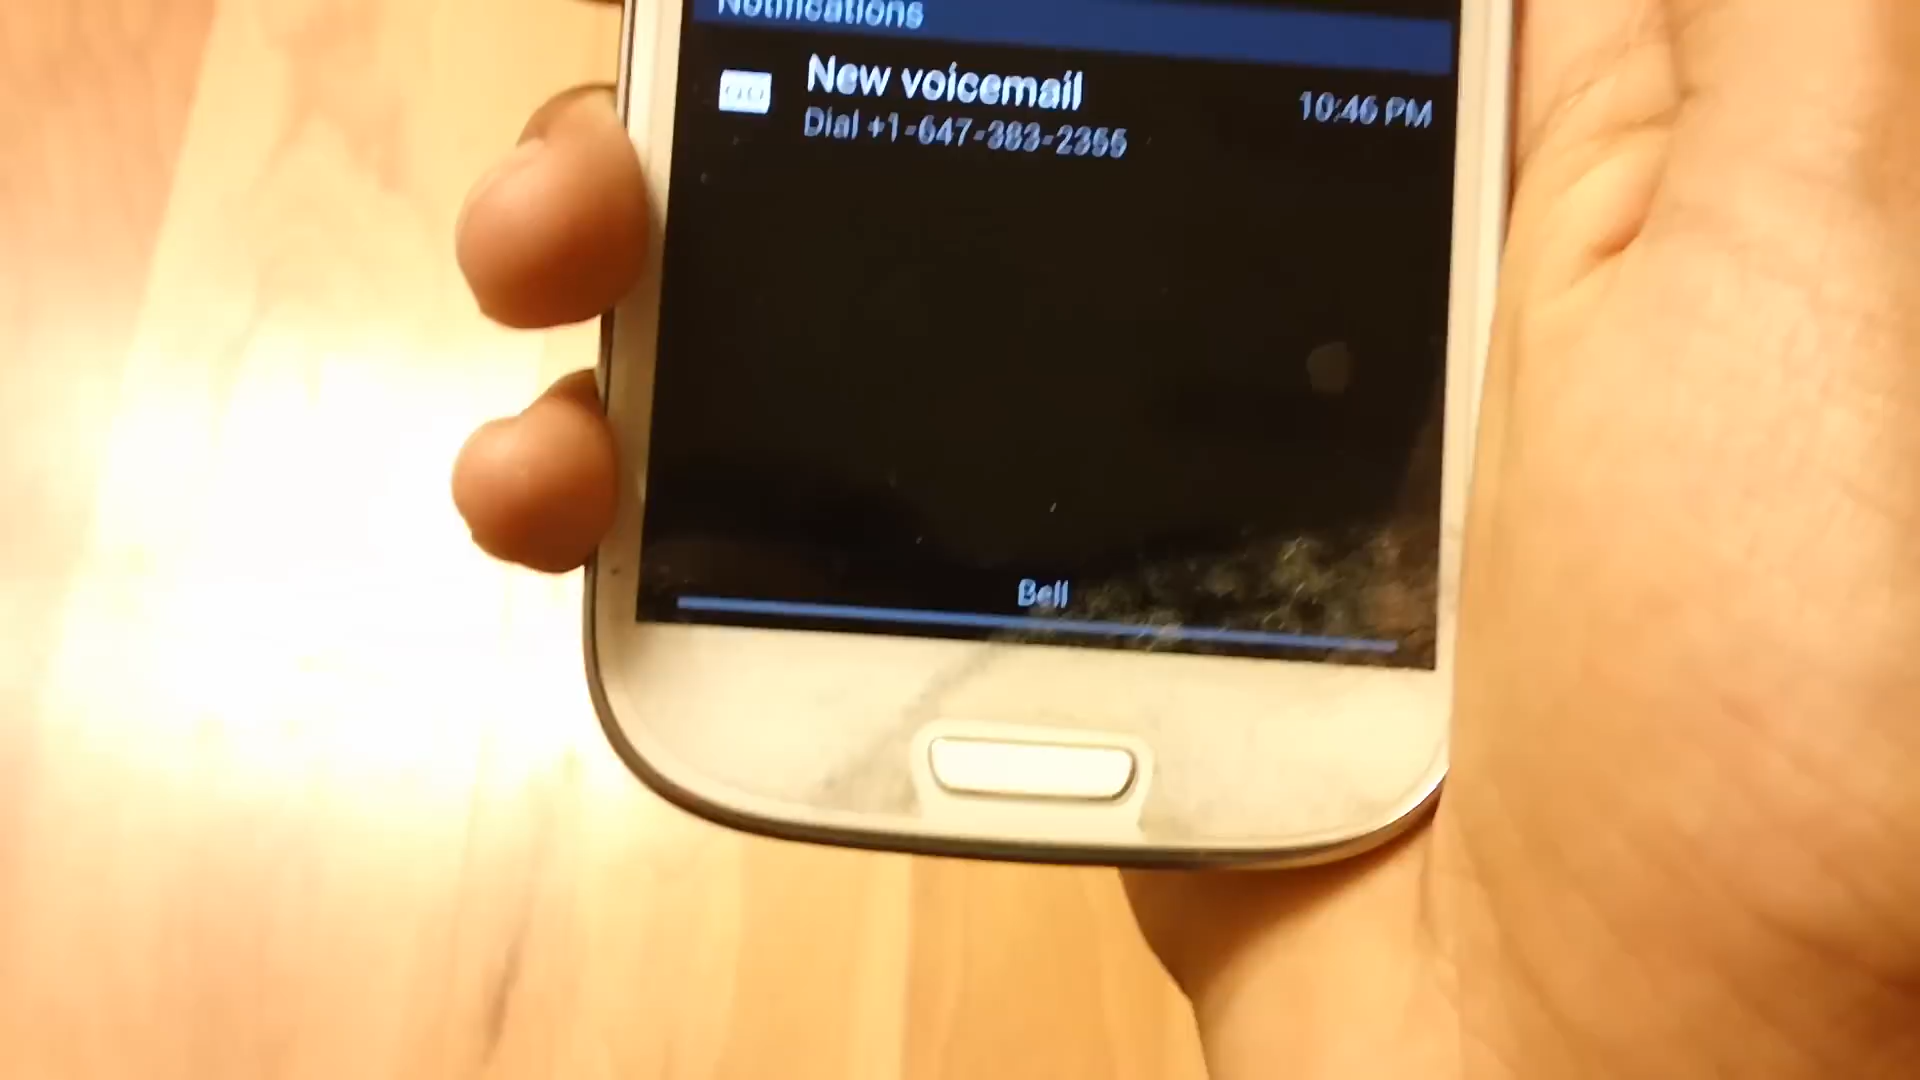 Notifications
New voicemail
10:46 PM
Dial +1-647-383-2355
Bell